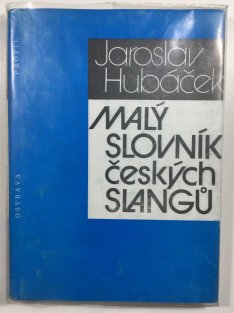 Jaroslav
Hubáček
MALÝ
SLOVNÍK
českých
SLANGŮ
OSTRAVA
PROFIL